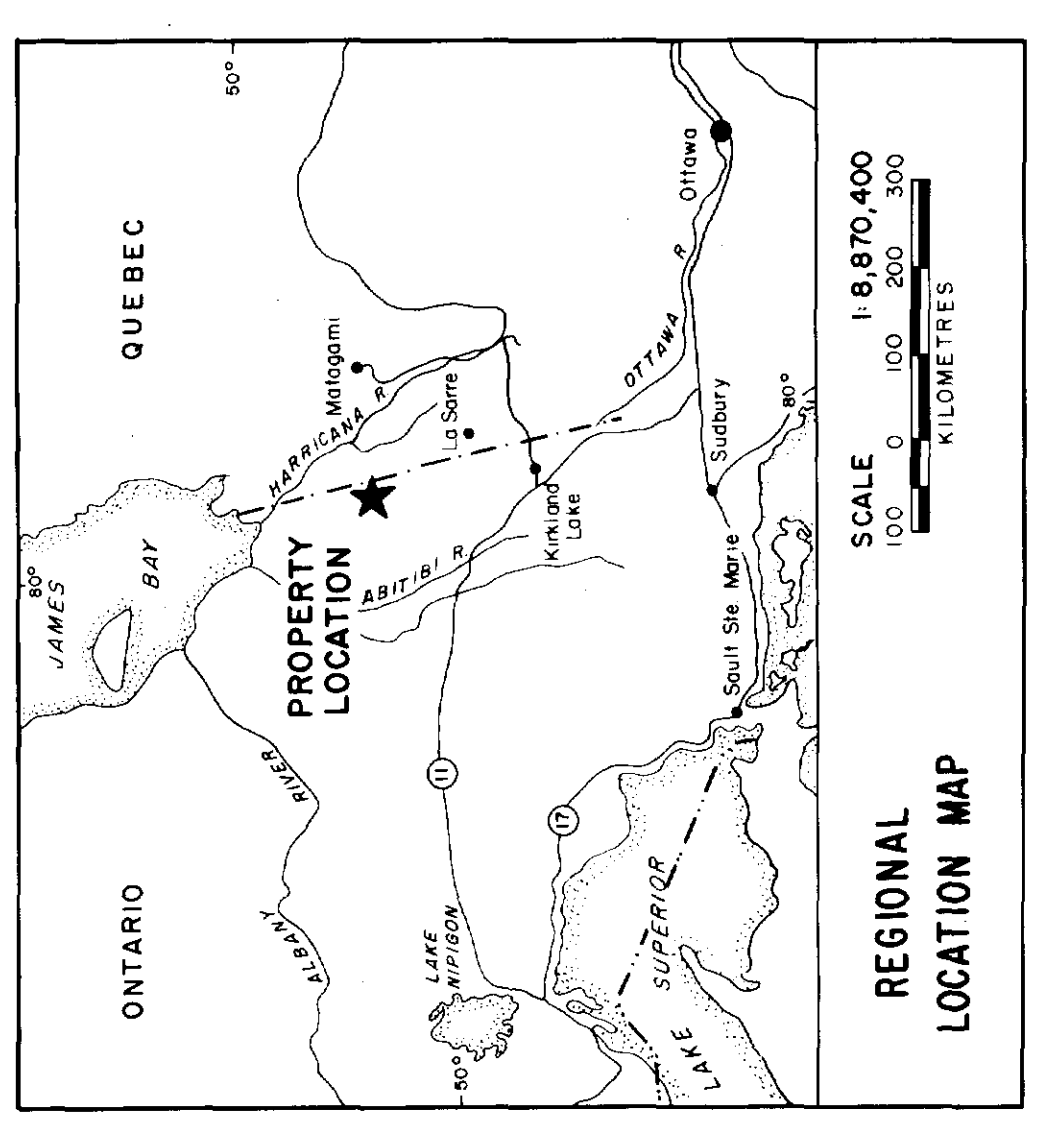 ONTARIO
QUEBEC
JAMES
BAY
80°
50°
ALBANY
RIVER
HARRICANA R
Matagami
PROPERTY
LOCATION
ABITIBI R.
La Sarre
LAKE
NIPIGON
11
50°
Kirkland
Lake
17
OTTAWA R
Ottawa
LAKE SUPERIOR
Sault Ste Marie
Sudbury
80°
REGIONAL
LOCATION MAP
SCALE 1:8,870,400
100 0 100 200 300
KILOMETRES